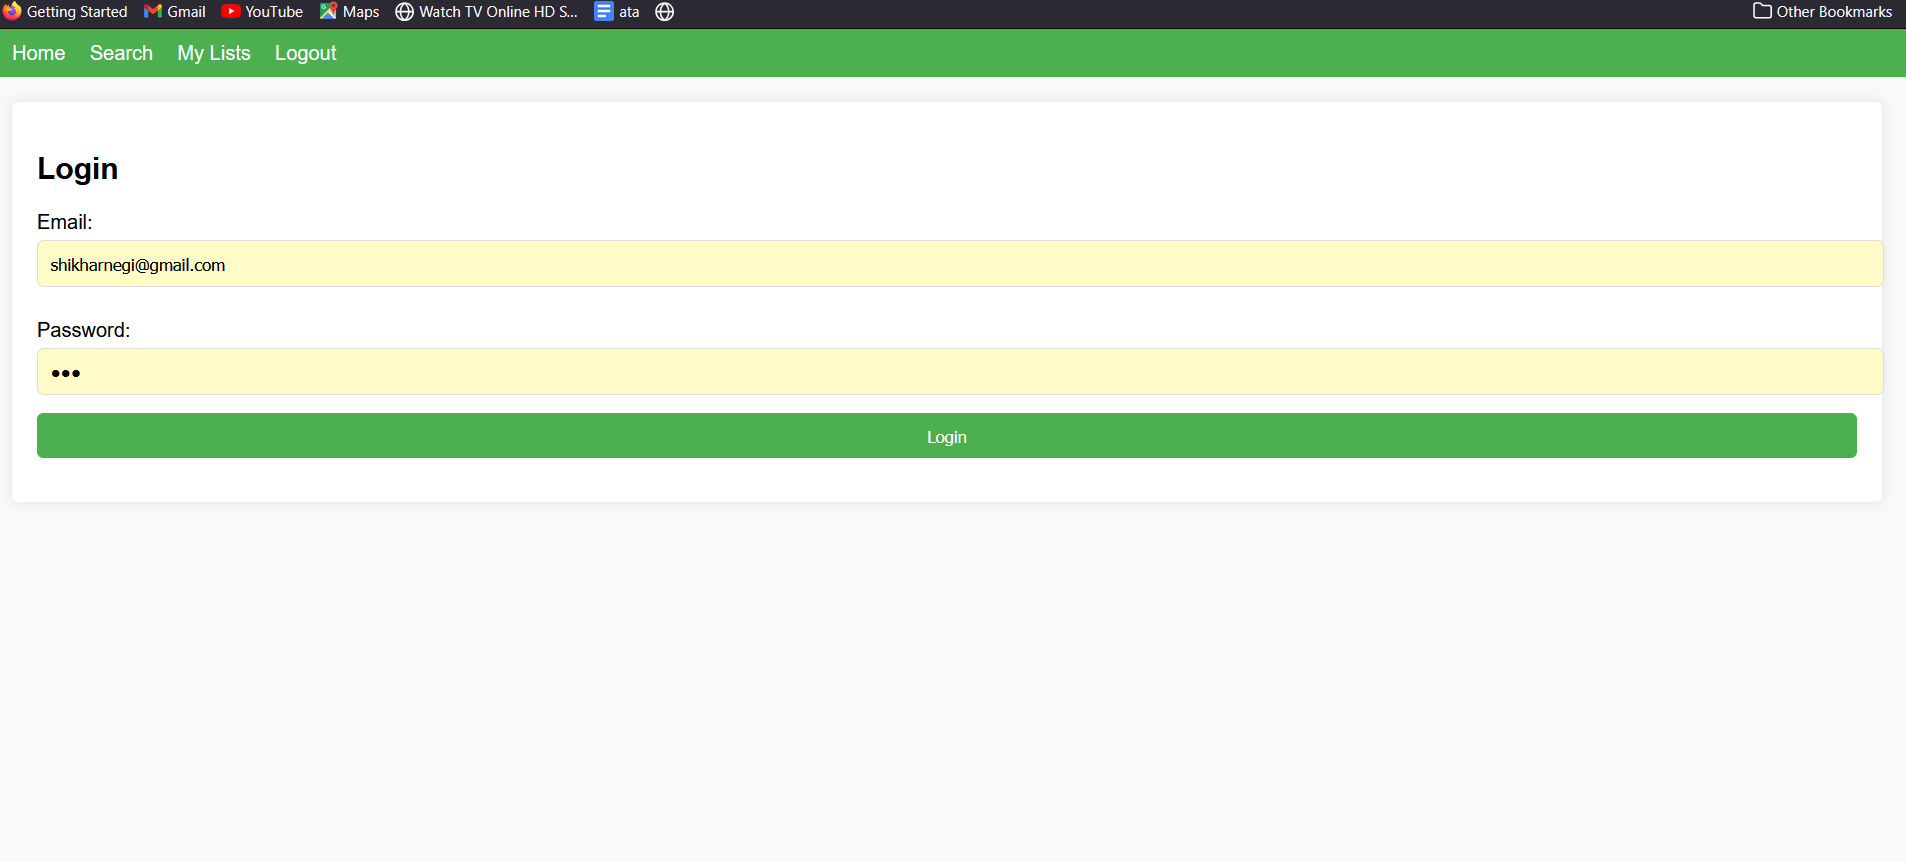 Getting Started Gmail YouTube Maps Watch TV Online HD S... ata Other Bookmarks
Home Search My Lists Logout
Login
Email:
shikharnegi@gmail.com
Password:
•••
Login